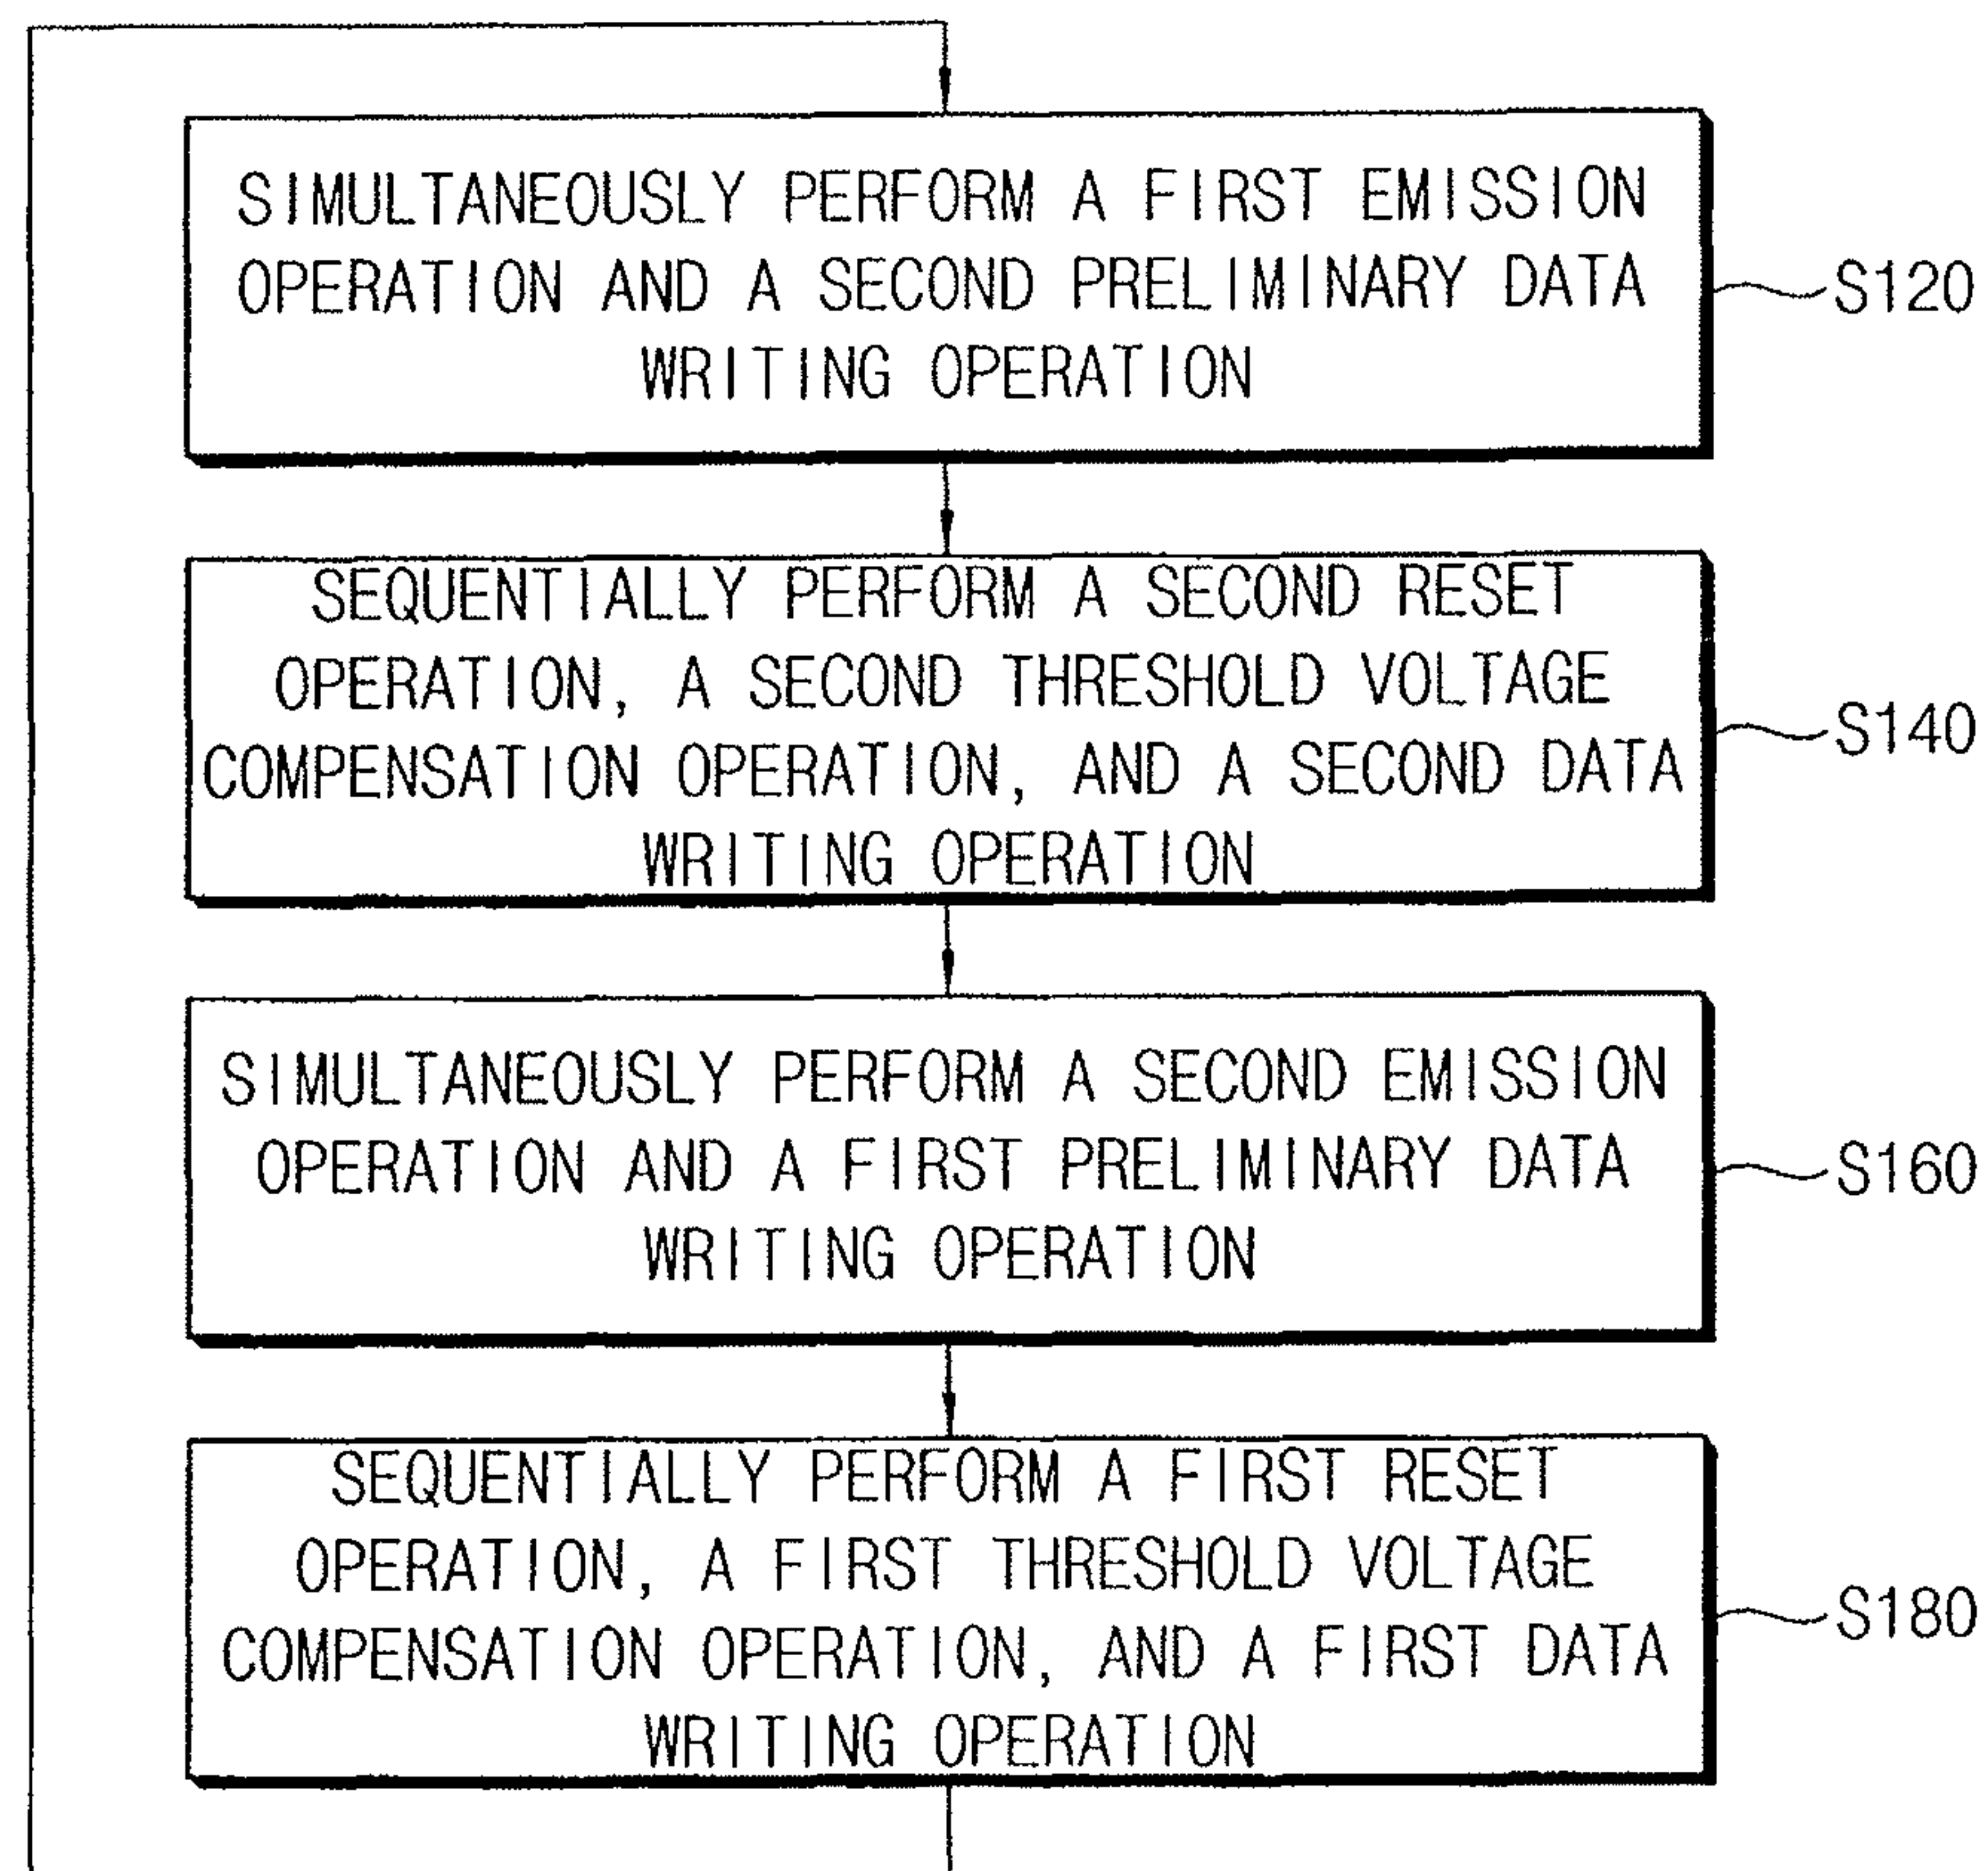 SIMULTANEOUSLY PERFORM A FIRST EMISSION
OPERATION AND A SECOND PRELIMINARY DATA
WRITING OPERATION
S120
SEQUENTIALLY PERFORM A SECOND RESET
OPERATION, A SECOND THRESHOLD VOLTAGE
COMPENSATION OPERATION, AND A SECOND DATA
WRITING OPERATION
S140
SIMULTANEOUSLY PERFORM A SECOND EMISSION
OPERATION AND A FIRST PRELIMINARY DATA
WRITING OPERATION
S160
SEQUENTIALLY PERFORM A FIRST RESET
OPERATION, A FIRST THRESHOLD VOLTAGE
COMPENSATION OPERATION, AND A FIRST DATA
WRITING OPERATION
S180